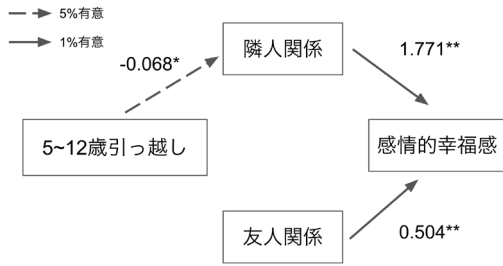 5%有意
1%有意
-0.068*
隣人関係
1.771**
5~12歳引っ越し
感情的幸福感
友人関係
0.504**